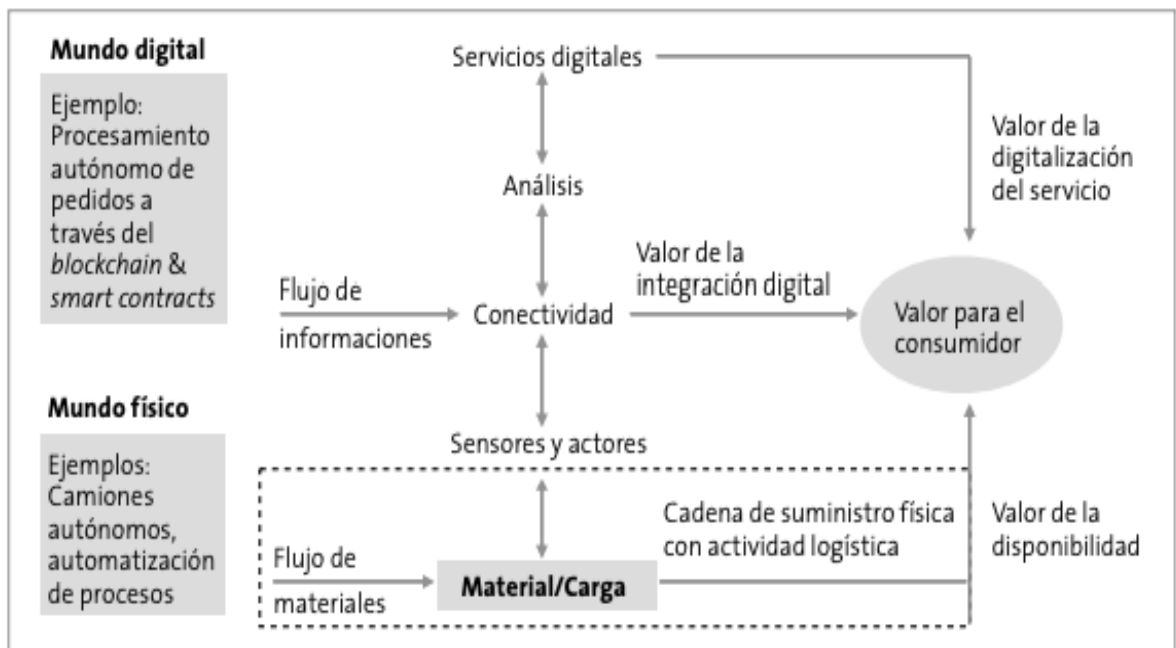 Mundo digital
Ejemplo:
Procesamiento
autónomo de
pedidos a
través del
blockchain &
smart contracts
Servicios digitales
Análisis
Flujo de
informaciones
Conectividad
Valor de la
integración digital
Valor de la
digitalización
del servicio
Valor para el
consumidor
Mundo físico
Ejemplos:
Camiones
autónomos,
automatización
de procesos
Sensores y actores
Flujo de
materiales
Material/Carga
Cadena de suministro física
con actividad logística
Valor de la
disponibilidad